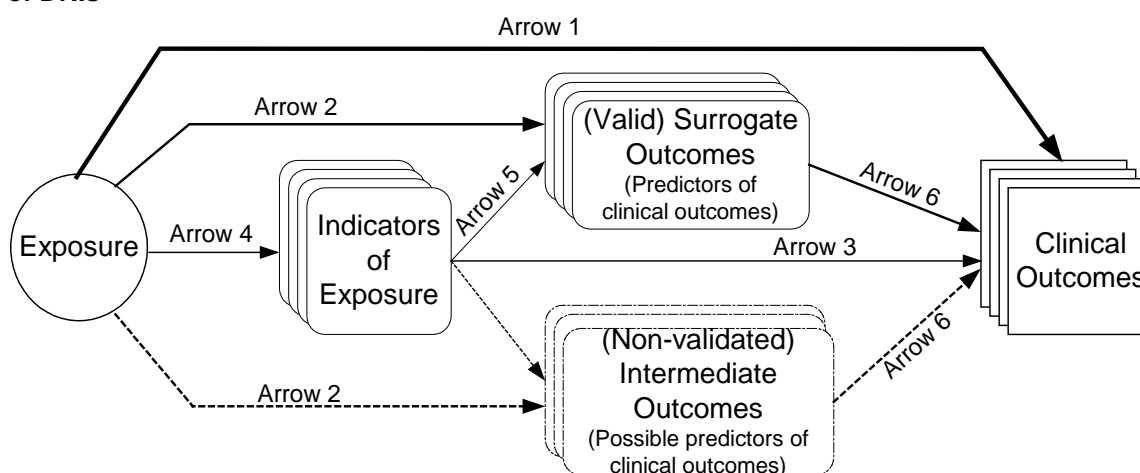 of DRIs
Arrow 1
Arrow 2
(Valid) Surrogate
Outcomes
(Predictors of
clinical outcomes)
Arrow 5
Arrow 6
Exposure
Arrow 4
Indicators
of
Exposure
Arrow 3
Clinical
Outcomes
(Non-validated)
Intermediate
Outcomes
(Possible predictors of
clinical outcomes)
Arrow 6
Arrow 2